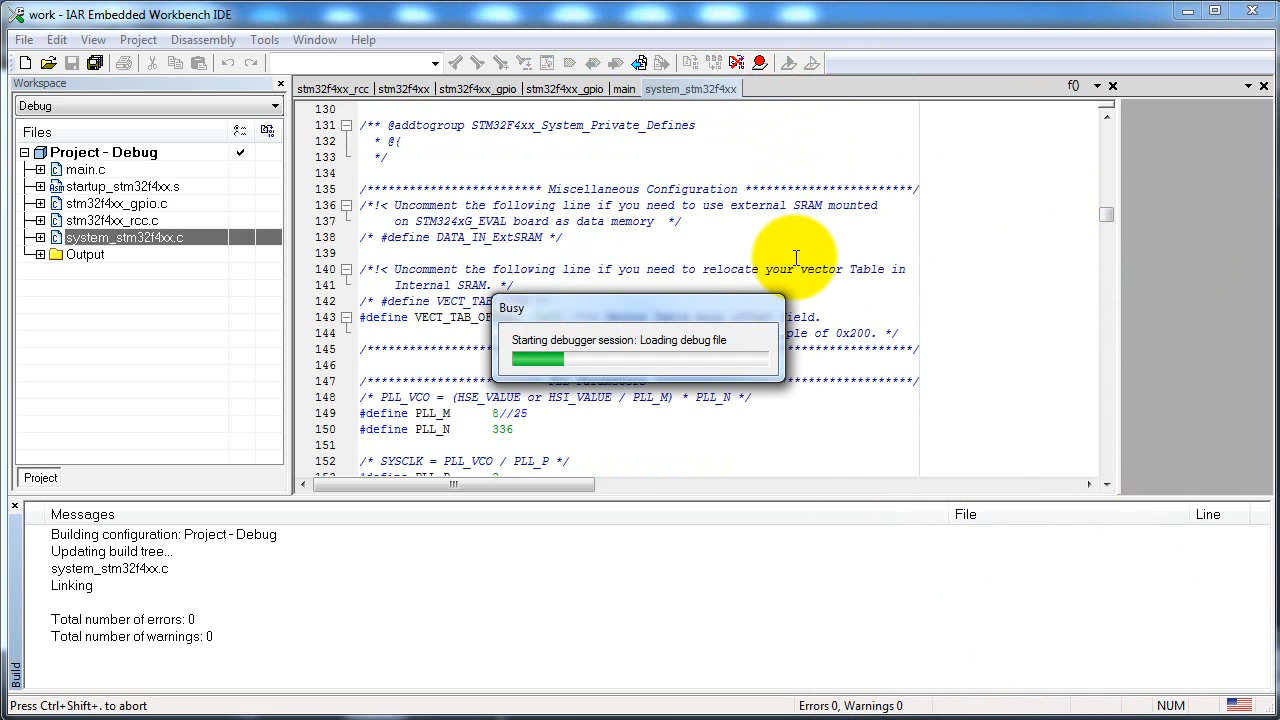 work - IAR Embedded Workbench IDE
File Edit View Project Disassembly Tools Window Help
Workspace
stm32f4xx_rcc stm32f4xx stm32f4xx_gpio stm32f4xx_gpio main system_stm32f4xx f()
Debug
Files
Project - Debug
main.c
startup_stm32f4xx.s
stm32f4xx_gpio.c
stm32f4xx_rcc.c
system_stm32f4xx.c
Output
Project
130
131 /** @addtogroup STM32F4xx_System_Private_Defines
132 * @{
133 */
134
135 /************************ Miscellaneous Configuration ************************/
136 /*!< Uncomment the following line if you need to use external SRAM mounted
137 on STM324xG_EVAL board as data memory */
138 /* #define DATA_IN_ExtSRAM */
139
140 /*!< Uncomment the following line if you need to relocate your vector Table in
141 Internal SRAM. */
142 /* #define VECT_TAB
143 #define VECT_TAB_OF field.
144 ple of 0x200. */
145 /******************************************************************************/
146
147 /************************* PLL Parameters *************************************/
148 /* PLL_VCO = (HSE_VALUE or HSI_VALUE / PLL_M) * PLL_N */
149 #define PLL_M 8//25
150 #define PLL_N 336
151
152 /* SYSCLK = PLL_VCO / PLL_P */
Busy
Starting debugger session: Loading debug file
Messages File Line
Building configuration: Project - Debug
Updating build tree...
system_stm32f4xx.c
Linking
Total number of errors: 0
Total number of warnings: 0
Build
Press Ctrl+Shift+. to abort Errors 0, Warnings 0 NUM